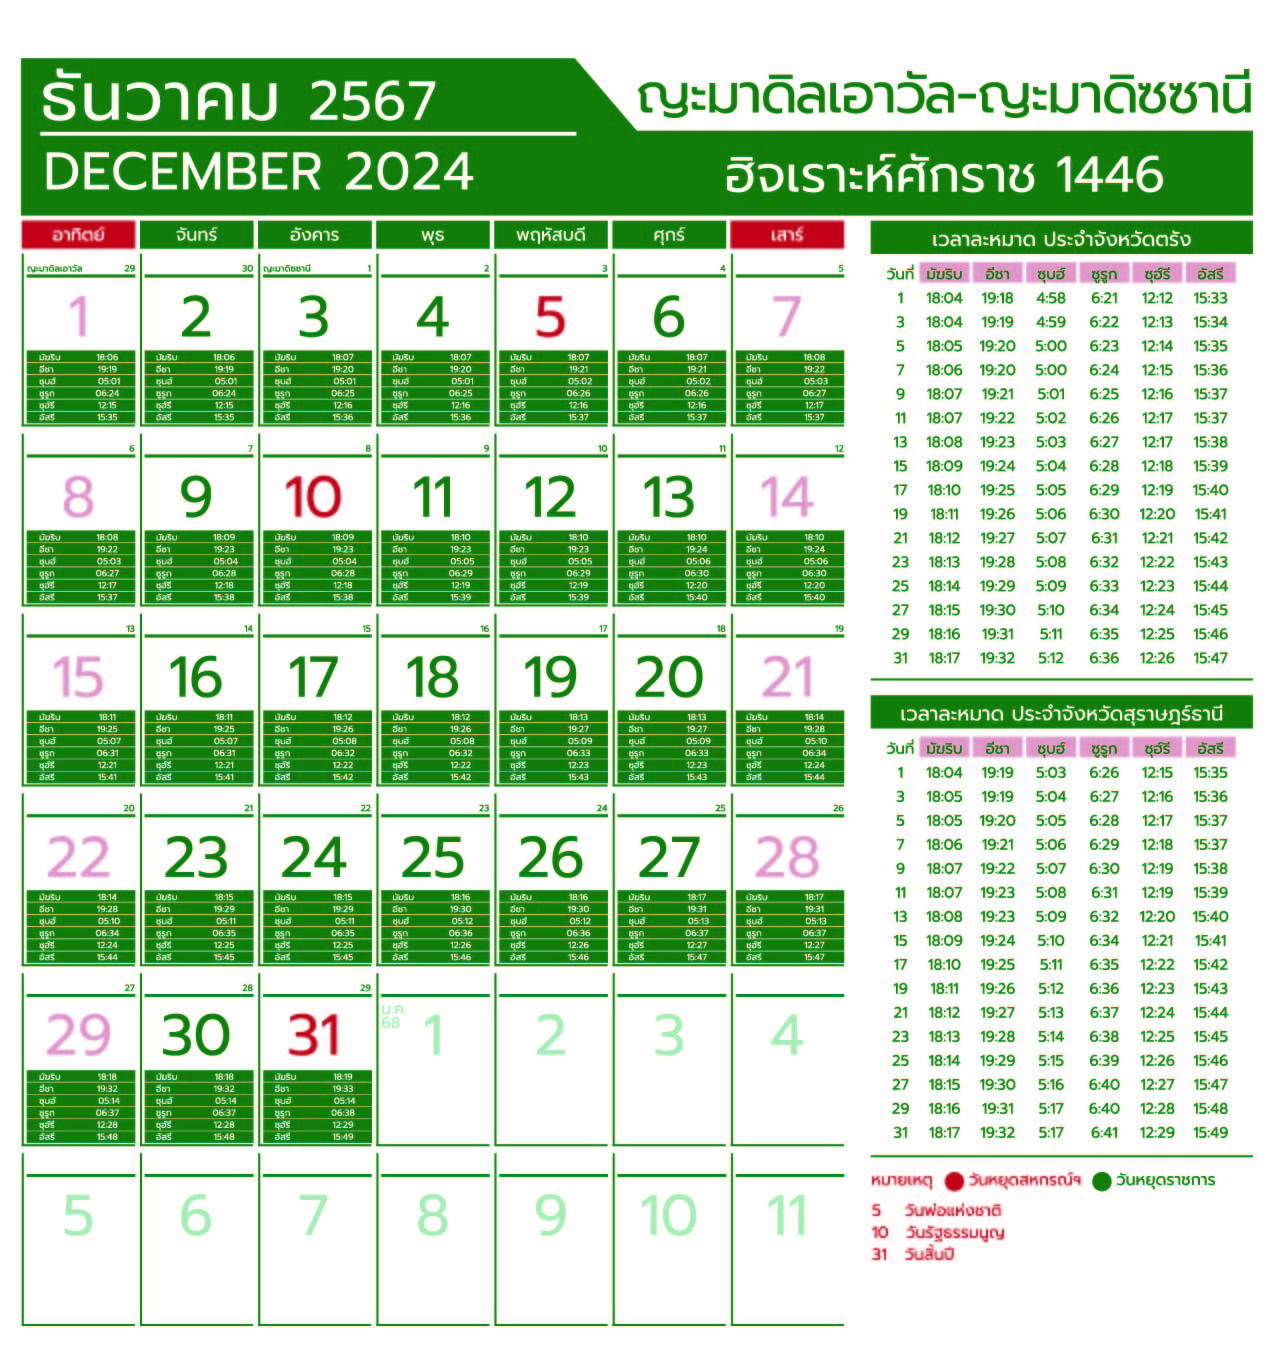 ธันวาคม 2567
DECEMBER 2024
ญะมาดิลเอาวัล-ญะมาดิซซานี
ฮิจเราะห์ศักราช 1446
อาทิตย์ จันทร์ อังคาร พุธ พฤหัสบดี ศุกร์ เสาร์
ญะมาดิลเอาวัล 29 30 ญะมาดิซซานี 1 2 3 4 5
1 2 3 4 5 6 7
มัฆริบ 18:06 มัฆริบ 18:06 มัฆริบ 18:07 มัฆริบ 18:07 มัฆริบ 18:07 มัฆริบ 18:07 มัฆริบ 18:08
อีซา 19:19 อีซา 19:19 อีซา 19:20 อีซา 19:20 อีซา 19:21 อีซา 19:21 อีซา 19:22
ซุบฮ์ 05:01 ซุบฮ์ 05:01 ซุบฮ์ 05:01 ซุบฮ์ 05:01 ซุบฮ์ 05:02 ซุบฮ์ 05:02 ซุบฮ์ 05:03
ซูรูก 06:24 ซูรูก 06:24 ซูรูก 06:25 ซูรูก 06:25 ซูรูก 06:26 ซูรูก 06:26 ซูรูก 06:27
ซุฮ์รี 12:15 ซุฮ์รี 12:15 ซุฮ์รี 12:16 ซุฮ์รี 12:16 ซุฮ์รี 12:16 ซุฮ์รี 12:16 ซุฮ์รี 12:17
อัสรี 15:35 อัสรี 15:35 อัสรี 15:36 อัสรี 15:36 อัสรี 15:37 อัสรี 15:37 อัสรี 15:37
6 7 8 9 10 11 12
8 9 10 11 12 13 14
มัฆริบ 18:08 มัฆริบ 18:09 มัฆริบ 18:09 มัฆริบ 18:10 มัฆริบ 18:10 มัฆริบ 18:10 มัฆริบ 18:10
อีซา 19:22 อีซา 19:23 อีซา 19:23 อีซา 19:23 อีซา 19:23 อีซา 19:24 อีซา 19:24
ซุบฮ์ 05:03 ซุบฮ์ 05:04 ซุบฮ์ 05:04 ซุบฮ์ 05:05 ซุบฮ์ 05:05 ซุบฮ์ 05:06 ซุบฮ์ 05:06
ซูรูก 06:27 ซูรูก 06:28 ซูรูก 06:28 ซูรูก 06:29 ซูรูก 06:29 ซูรูก 06:30 ซูรูก 06:30
ซุฮ์รี 12:17 ซุฮ์รี 12:18 ซุฮ์รี 12:18 ซุฮ์รี 12:19 ซุฮ์รี 12:19 ซุฮ์รี 12:20 ซุฮ์รี 12:20
อัสรี 15:37 อัสรี 15:38 อัสรี 15:38 อัสรี 15:39 อัสรี 15:39 อัสรี 15:40 อัสรี 15:40
13 14 15 16 17 18 19
15 16 17 18 19 20 21
มัฆริบ 18:11 มัฆริบ 18:11 มัฆริบ 18:12 มัฆริบ 18:12 มัฆริบ 18:13 มัฆริบ 18:13 มัฆริบ 18:14
อีซา 19:25 อีซา 19:25 อีซา 19:26 อีซา 19:26 อีซา 19:27 อีซา 19:27 อีซา 19:28
ซุบฮ์ 05:07 ซุบฮ์ 05:07 ซุบฮ์ 05:08 ซุบฮ์ 05:08 ซุบฮ์ 05:09 ซุบฮ์ 05:09 ซุบฮ์ 05:10
ซูรูก 06:31 ซูรูก 06:31 ซูรูก 06:32 ซูรูก 06:32 ซูรูก 06:33 ซูรูก 06:33 ซูรูก 06:34
ซุฮ์รี 12:21 ซุฮ์รี 12:21 ซุฮ์รี 12:22 ซุฮ์รี 12:22 ซุฮ์รี 12:23 ซุฮ์รี 12:23 ซุฮ์รี 12:24
อัสรี 15:41 อัสรี 15:41 อัสรี 15:42 อัสรี 15:42 อัสรี 15:43 อัสรี 15:43 อัสรี 15:44
20 21 22 23 24 25 26
22 23 24 25 26 27 28
มัฆริบ 18:14 มัฆริบ 18:15 มัฆริบ 18:15 มัฆริบ 18:16 มัฆริบ 18:16 มัฆริบ 18:17 มัฆริบ 18:17
อีซา 19:28 อีซา 19:29 อีซา 19:29 อีซา 19:30 อีซา 19:30 อีซา 19:31 อีซา 19:31
ซุบฮ์ 05:10 ซุบฮ์ 05:11 ซุบฮ์ 05:11 ซุบฮ์ 05:12 ซุบฮ์ 05:12 ซุบฮ์ 05:13 ซุบฮ์ 05:13
ซูรูก 06:34 ซูรูก 06:35 ซูรูก 06:35 ซูรูก 06:36 ซูรูก 06:36 ซูรูก 06:37 ซูรูก 06:37
ซุฮ์รี 12:24 ซุฮ์รี 12:25 ซุฮ์รี 12:25 ซุฮ์รี 12:26 ซุฮ์รี 12:26 ซุฮ์รี 12:27 ซุฮ์รี 12:27
อัสรี 15:44 อัสรี 15:45 อัสรี 15:45 อัสรี 15:46 อัสรี 15:46 อัสรี 15:47 อัสรี 15:47
27 28 29
29 30 31 ม.ค. 68 1 2 3 4
มัฆริบ 18:18 มัฆริบ 18:18 มัฆริบ 18:19
อีซา 19:32 อีซา 19:32 อีซา 19:33
ซุบฮ์ 05:14 ซุบฮ์ 05:14 ซุบฮ์ 05:14
ซูรูก 06:37 ซูรูก 06:37 ซูรูก 06:38
ซุฮ์รี 12:28 ซุฮ์รี 12:28 ซุฮ์รี 12:29
อัสรี 15:48 อัสรี 15:48 อัสรี 15:49
5 6 7 8 9 10 11
เวลาละหมาด ประจำจังหวัดตรัง
วันที่ มัฆริบ อีซา ซุบฮ์ ซูรูก ซุฮ์รี อัสรี
1 18:04 19:18 4:58 6:21 12:12 15:33
3 18:04 19:19 4:59 6:22 12:13 15:34
5 18:05 19:20 5:00 6:23 12:14 15:35
7 18:06 19:20 5:00 6:24 12:15 15:36
9 18:07 19:21 5:01 6:25 12:16 15:37
11 18:07 19:22 5:02 6:26 12:17 15:37
13 18:08 19:23 5:03 6:27 12:17 15:38
15 18:09 19:24 5:04 6:28 12:18 15:39
17 18:10 19:25 5:05 6:29 12:19 15:40
19 18:11 19:26 5:06 6:30 12:20 15:41
21 18:12 19:27 5:07 6:31 12:21 15:42
23 18:13 19:28 5:08 6:32 12:22 15:43
25 18:14 19:29 5:09 6:33 12:23 15:44
27 18:15 19:30 5:10 6:34 12:24 15:45
29 18:16 19:31 5:11 6:35 12:25 15:46
31 18:17 19:32 5:12 6:36 12:26 15:47
เวลาละหมาด ประจำจังหวัดสุราษฎร์ธานี
วันที่ มัฆริบ อีซา ซุบฮ์ ซูรูก ซุฮ์รี อัสรี
1 18:04 19:19 5:03 6:26 12:15 15:35
3 18:05 19:19 5:04 6:27 12:16 15:36
5 18:05 19:20 5:05 6:28 12:17 15:37
7 18:06 19:21 5:06 6:29 12:18 15:37
9 18:07 19:22 5:07 6:30 12:19 15:38
11 18:07 19:23 5:08 6:31 12:19 15:39
13 18:08 19:23 5:09 6:32 12:20 15:40
15 18:09 19:24 5:10 6:34 12:21 15:41
17 18:10 19:25 5:11 6:35 12:22 15:42
19 18:11 19:26 5:12 6:36 12:23 15:43
21 18:12 19:27 5:13 6:37 12:24 15:44
23 18:13 19:28 5:14 6:38 12:25 15:45
25 18:14 19:29 5:15 6:39 12:26 15:46
27 18:15 19:30 5:16 6:40 12:27 15:47
29 18:16 19:31 5:17 6:40 12:28 15:48
31 18:17 19:32 5:17 6:41 12:29 15:49
หมายเหตุ วันหยุดสหกรณ์ฯ วันหยุดราชการ
5 วันพ่อแห่งชาติ
10 วันรัฐธรรมนูญ
31 วันสิ้นปี